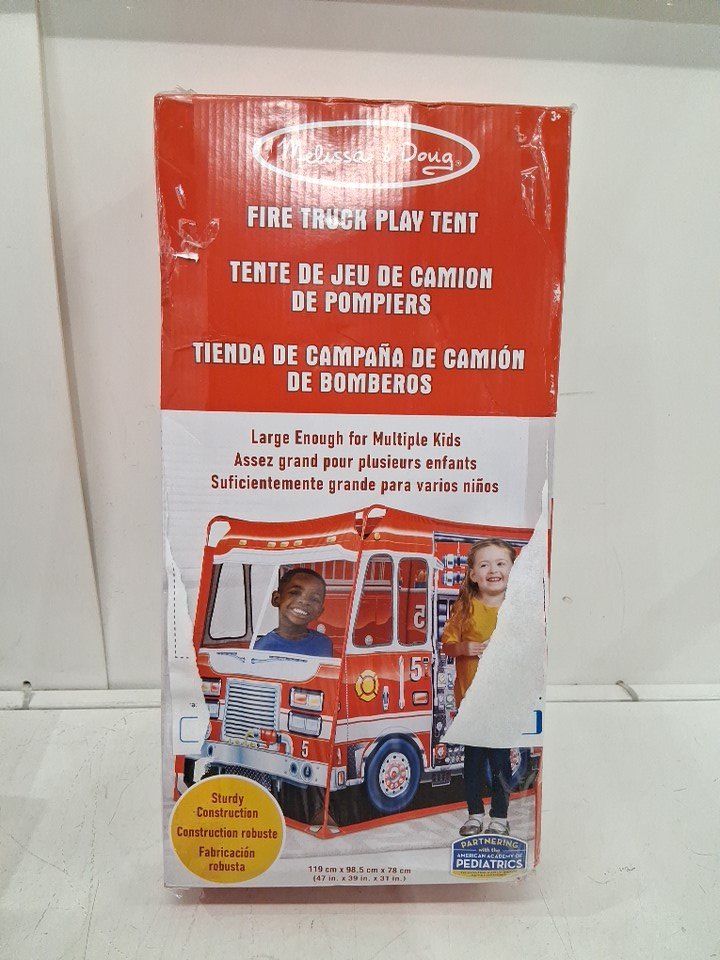 3+
Melissa & Doug
FIRE TRUCK PLAY TENT
TENTE DE JEU DE CAMION
DE POMPIERS
TIENDA DE CAMPAÑA DE CAMIÓN
DE BOMBEROS
Large Enough for Multiple Kids
Assez grand pour plusieurs enfants
Suficientemente grande para varios niños
5
5
5
Sturdy
Construction
Construction robuste
Fabricación
robusta
PARTNERING
with the
AMERICAN ACADEMY OF
PEDIATRICS
119 cm x 98.5 cm x 78 cm
(47 in. x 39 in. x 31 in.)